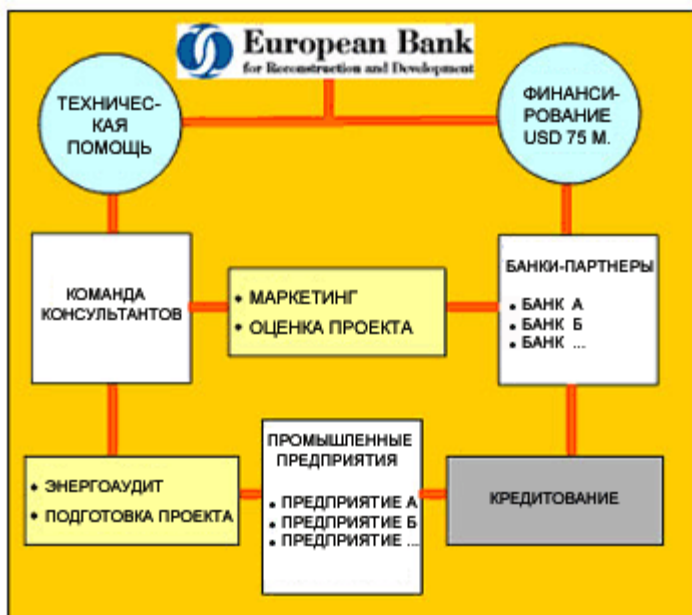 European Bank
for Reconstruction and Development
ТЕХНИЧЕС-
КАЯ
ПОМОЩЬ
ФИНАНСИ-
РОВАНИЕ
USD 75 М.
КОМАНДА
КОНСУЛЬТАНТОВ
• МАРКЕТИНГ
• ОЦЕНКА ПРОЕКТА
БАНКИ-ПАРТНЕРЫ
• БАНК А
• БАНК Б
• БАНК ...
• ЭНЕРГОАУДИТ
• ПОДГОТОВКА ПРОЕКТА
ПРОМЫШЛЕННЫЕ
ПРЕДПРИЯТИЯ
• ПРЕДПРИЯТИЕ А
• ПРЕДПРИЯТИЕ Б
• ПРЕДПРИЯТИЕ ...
КРЕДИТОВАНИЕ